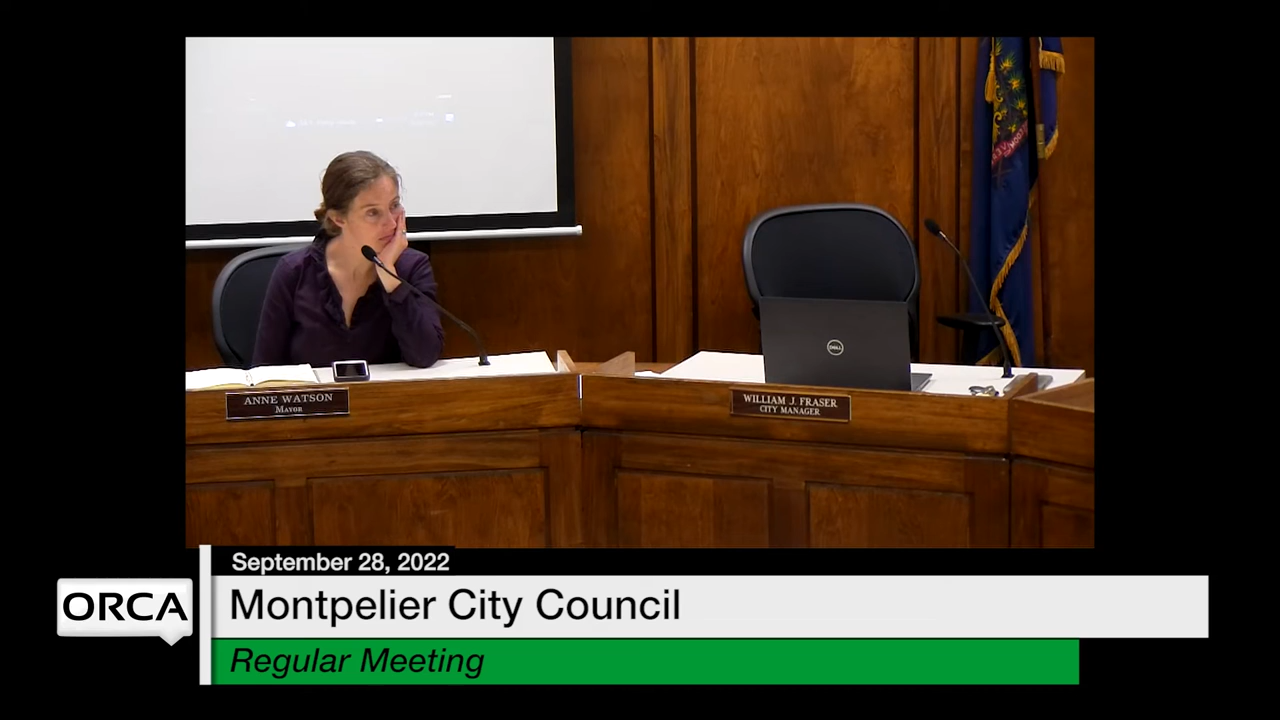 ANNE WATSON
MAYOR
WILLIAM J. FRASER
CITY MANAGER
DELL
September 28, 2022
ORCA
Montpelier City Council
Regular Meeting